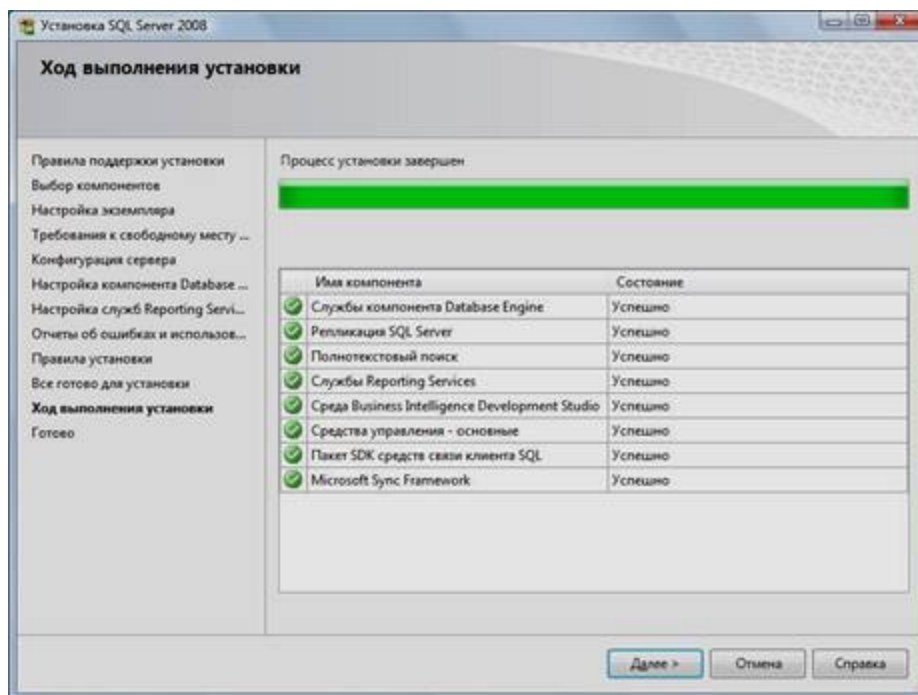 Установка SQL Server 2008
Ход выполнения установки
Правила поддержки установки
Выбор компонентов
Настройка экземпляра
Требования к свободному месту ...
Конфигурация сервера
Настройка компонента Database ...
Настройка служб Reporting Servi...
Отчеты об ошибках и использов...
Правила установки
Все готово для установки
Ход выполнения установки
Готово
Процесс установки завершен
Имя компонента Состояние
Службы компонента Database Engine Успешно
Репликация SQL Server Успешно
Полнотекстовый поиск Успешно
Службы Reporting Services Успешно
Среда Business Intelligence Development Studio Успешно
Средства управления - основные Успешно
Пакет SDK средств связи клиента SQL Успешно
Microsoft Sync Framework Успешно
Далее > Отмена Справка